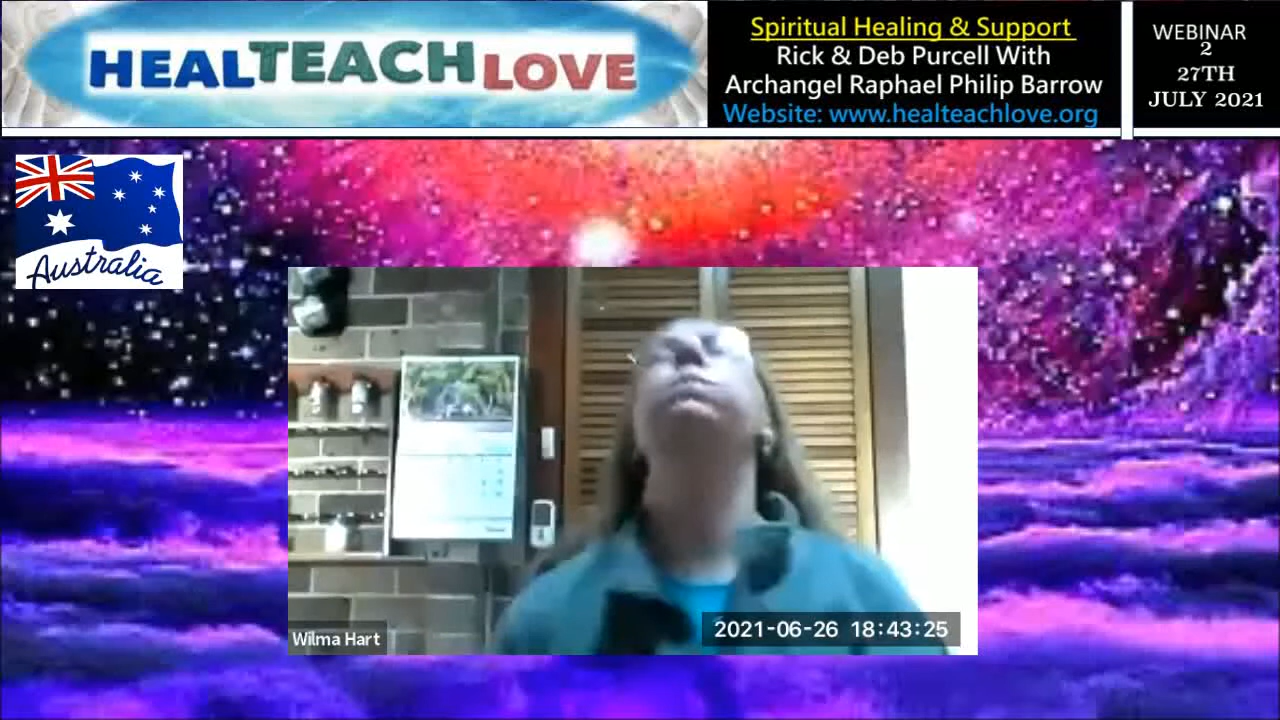 HEALTEACHLOVE
Spiritual Healing & Support
Rick & Deb Purcell With
Archangel Raphael Philip Barrow
Website: www.healteachlove.org
WEBINAR
2
27TH
JULY 2021
Australia
Wilma Hart
2021-06-26 18:43:25